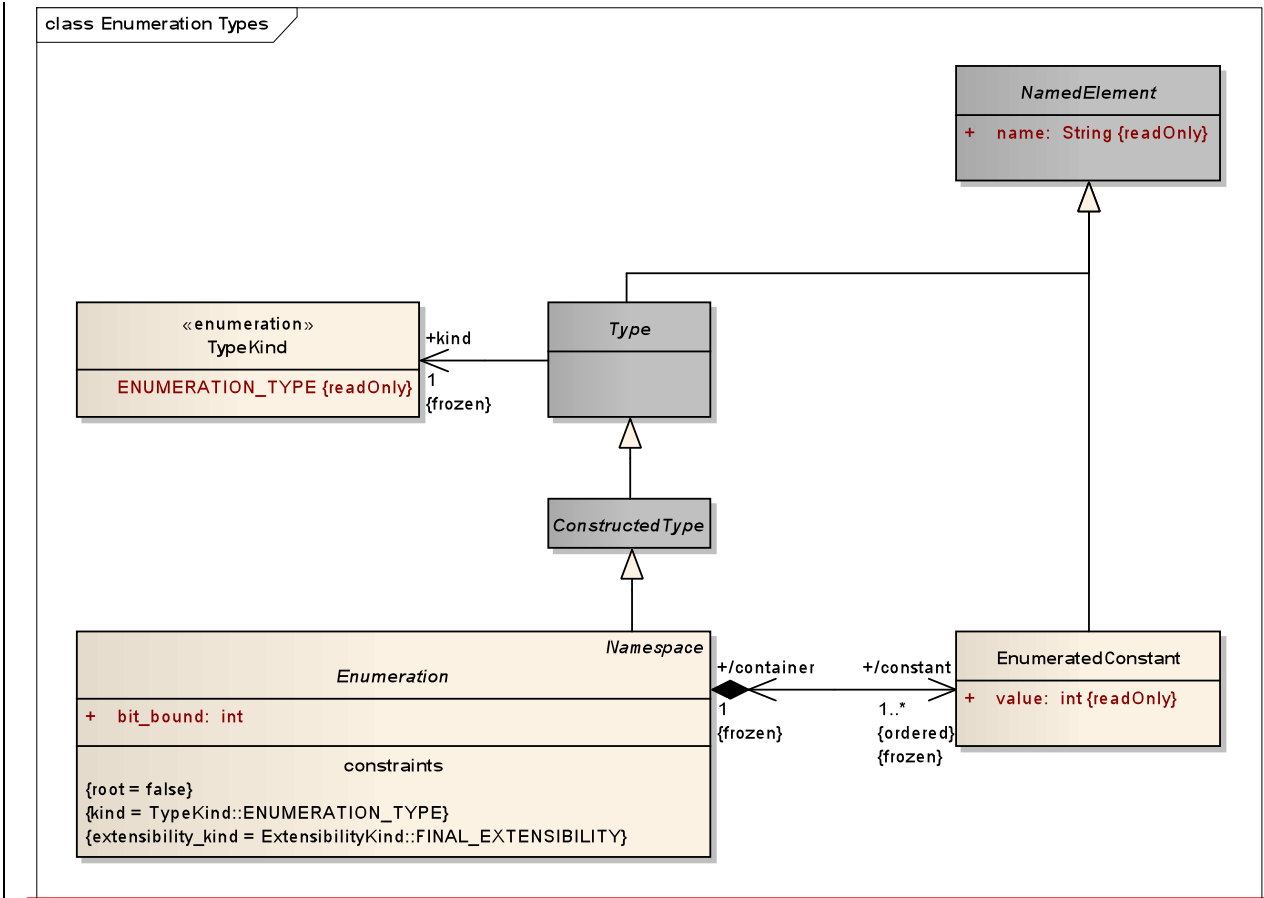 class Enumeration Types
NamedElement
+ name: String {readOnly}
«enumeration»
TypeKind
ENUMERATION_TYPE {readOnly}
+kind
1
{frozen}
Type
ConstructedType
Namespace
Enumeration
+ bit_bound: int
constraints
{root = false}
{kind = TypeKind::ENUMERATION_TYPE}
{extensibility_kind = ExtensibilityKind::FINAL_EXTENSIBILITY}
+/container
1
{frozen}
+/constant
1..*
{ordered}
{frozen}
EnumeratedConstant
+ value: int {readOnly}